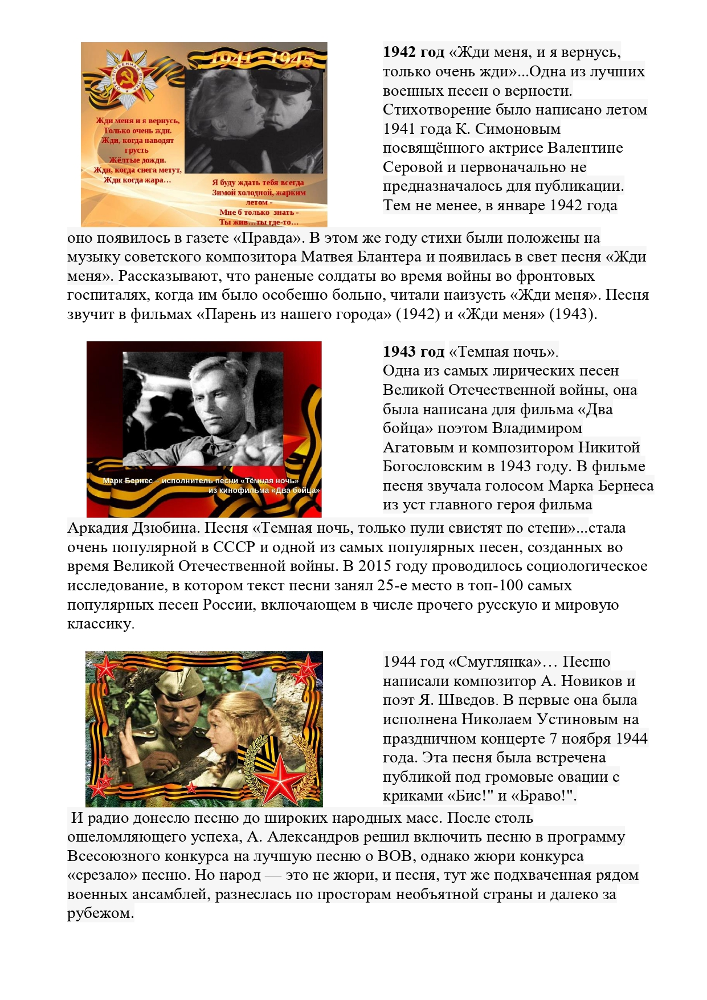 1941 - 1945
ОТЕЧЕСТВЕННАЯ ВОЙНА
Жди меня и я вернусь,
Только очень жди.
Жди, когда наводят
грусть
Жёлтые дожди.
Жди, когда снега метут,
Жди когда жара…
Я буду ждать тебя всегда
Зимой холодной, жарким
летом -
Мне б только знать -
Ты жив…ты где-то…
1942 год «Жди меня, и я вернусь,
только очень жди»...Одна из лучших
военных песен о верности.
Стихотворение было написано летом
1941 года К. Симоновым
посвящённого актрисе Валентине
Серовой и первоначально не
предназначалось для публикации.
Тем не менее, в январе 1942 года
оно появилось в газете «Правда». В этом же году стихи были положены на
музыку советского композитора Матвея Блантера и появилась в свет песня «Жди
меня». Рассказывают, что раненые солдаты во время войны во фронтовых
госпиталях, когда им было особенно больно, читали наизусть «Жди меня». Песня
звучит в фильмах «Парень из нашего города» (1942) и «Жди меня» (1943).
Марк Бернес – исполнитель песни «Тёмная ночь»
из кинофильма «Два бойца»
1943 год «Темная ночь».
Одна из самых лирических песен
Великой Отечественной войны, она
была написана для фильма «Два
бойца» поэтом Владимиром
Агатовым и композитором Никитой
Богословским в 1943 году. В фильме
песня звучала голосом Марка Бернеса
из уст главного героя фильма
Аркадия Дзюбина. Песня «Темная ночь, только пули свистят по степи»...стала
очень популярной в СССР и одной из самых популярных песен, созданных во
время Великой Отечественной войны. В 2015 году проводилось социологическое
исследование, в котором текст песни занял 25-е место в топ-100 самых
популярных песен России, включающем в числе прочего русскую и мировую
классику.
1944 год «Смуглянка»… Песню
написали композитор А. Новиков и
поэт Я. Шведов. В первые она была
исполнена Николаем Устиновым на
праздничном концерте 7 ноября 1944
года. Эта песня была встречена
публикой под громовые овации с
криками «Бис!" и «Браво!".
И радио донесло песню до широких народных масс. После столь
ошеломляющего успеха, А. Александров решил включить песню в программу
Всесоюзного конкурса на лучшую песню о ВОВ, однако жюри конкурса
«срезало» песню. Но народ — это не жюри, и песня, тут же подхваченная рядом
военных ансамблей, разнеслась по просторам необъятной страны и далеко за
рубежом.